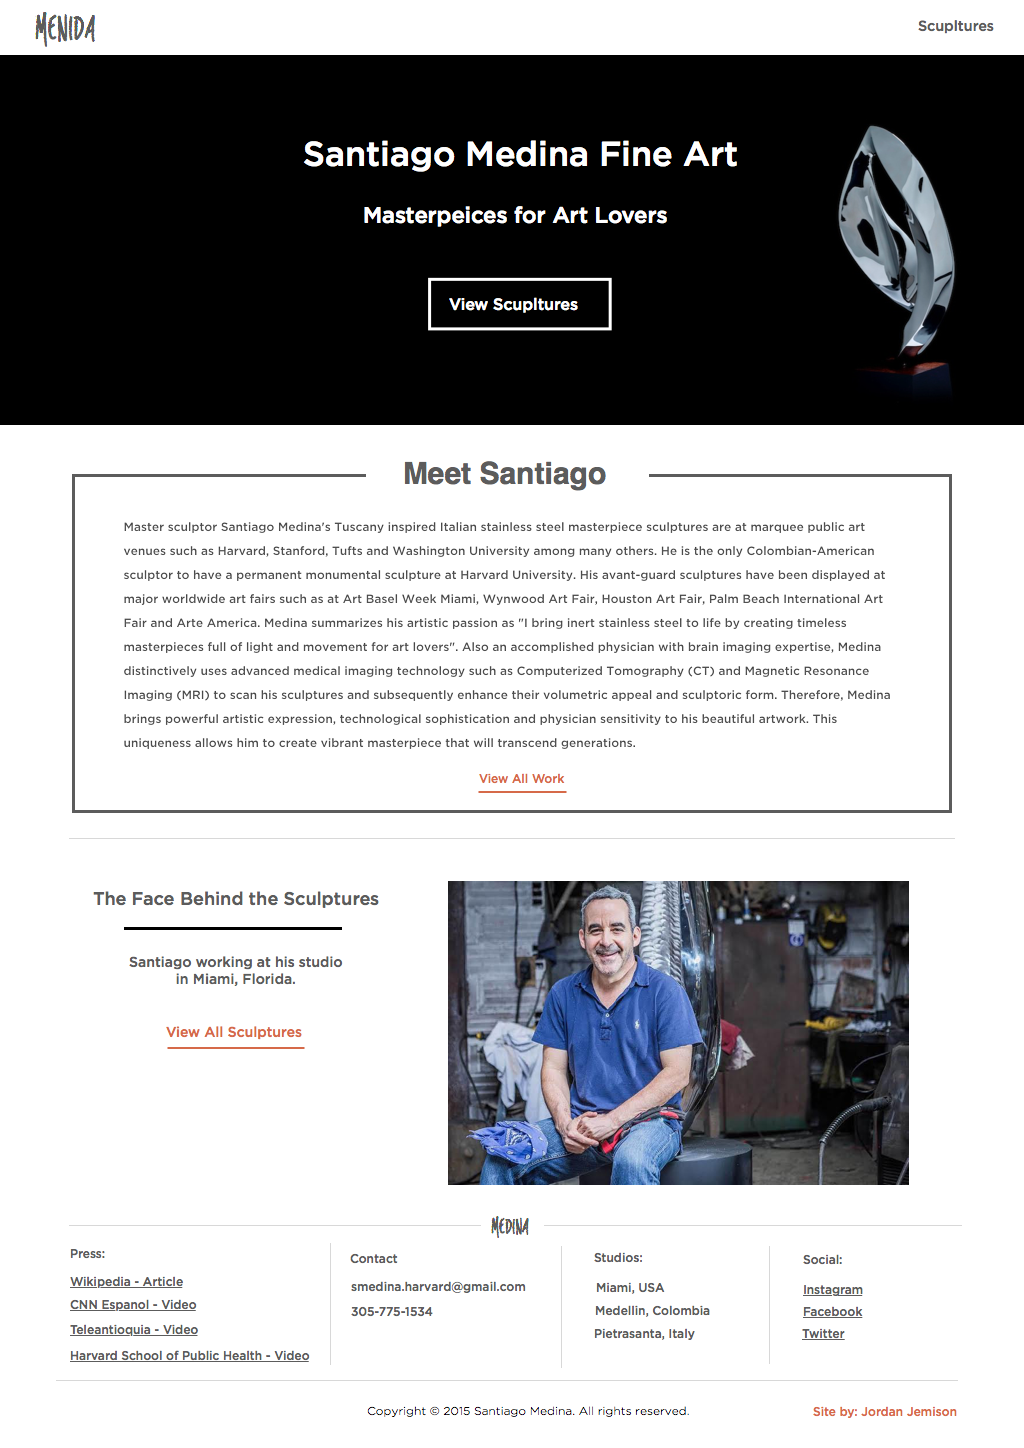 MENIDA
Scupltures
Santiago Medina Fine Art
Masterpeices for Art Lovers
View Scupltures
Meet Santiago
Master sculptor Santiago Medina's Tuscany inspired Italian stainless steel masterpiece sculptures are at marquee public art
venues such as Harvard, Stanford, Tufts and Washington University among many others. He is the only Colombian-American
sculptor to have a permanent monumental sculpture at Harvard University. His avant-guard sculptures have been displayed at
major worldwide art fairs such as at Art Basel Week Miami, Wynwood Art Fair, Houston Art Fair, Palm Beach International Art
Fair and Arte America. Medina summarizes his artistic passion as "I bring inert stainless steel to life by creating timeless
masterpieces full of light and movement for art lovers". Also an accomplished physician with brain imaging expertise, Medina
distinctively uses advanced medical imaging technology such as Computerized Tomography (CT) and Magnetic Resonance
Imaging (MRI) to scan his sculptures and subsequently enhance their volumetric appeal and sculptoric form. Therefore, Medina
brings powerful artistic expression, technological sophistication and physician sensitivity to his beautiful artwork. This
uniqueness allows him to create vibrant masterpiece that will transcend generations.
View All Work
The Face Behind the Sculptures
Santiago working at his studio
in Miami, Florida.
View All Sculptures
MEDINA
Press:
Wikipedia - Article
CNN Espanol - Video
Teleantioquia - Video
Harvard School of Public Health - Video
Contact
smedina.harvard@gmail.com
305-775-1534
Studios:
Miami, USA
Medellin, Colombia
Pietrasanta, Italy
Social:
Instagram
Facebook
Twitter
Copyright © 2015 Santiago Medina. All rights reserved.
Site by: Jordan Jemison